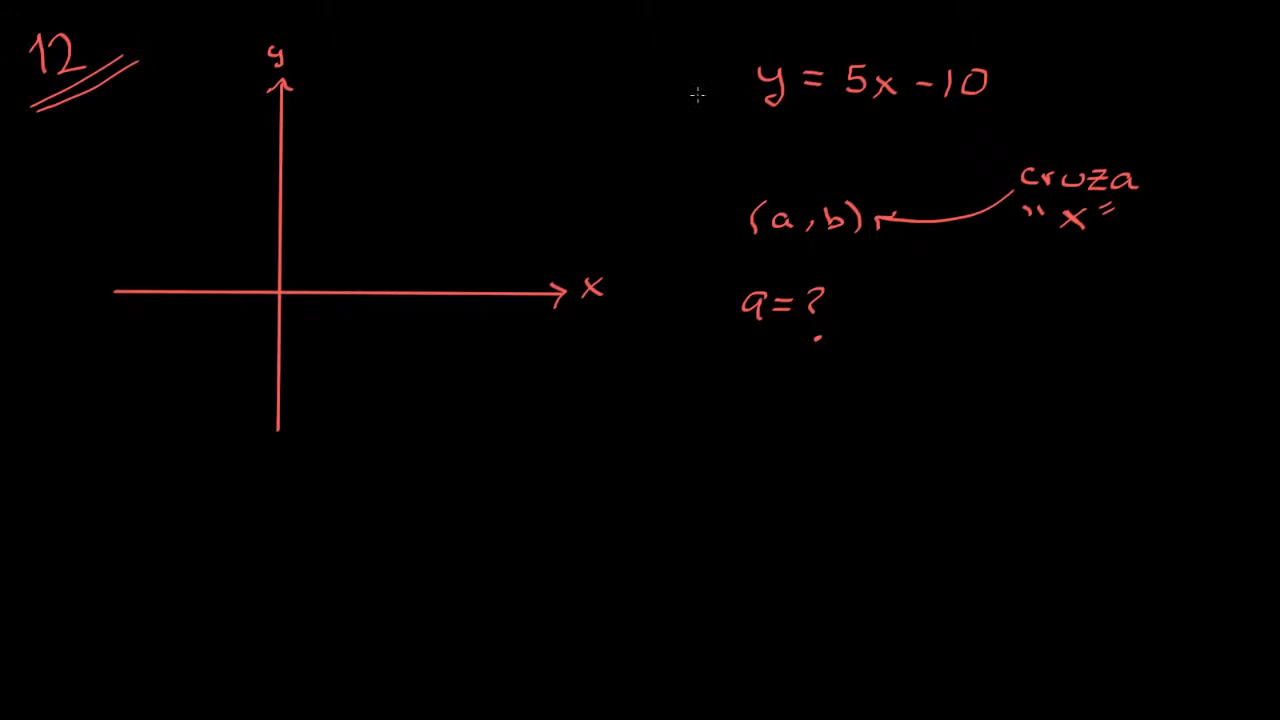 12
y
x
y = 5x - 10
cruza
(a, b)
"x"
a = ?